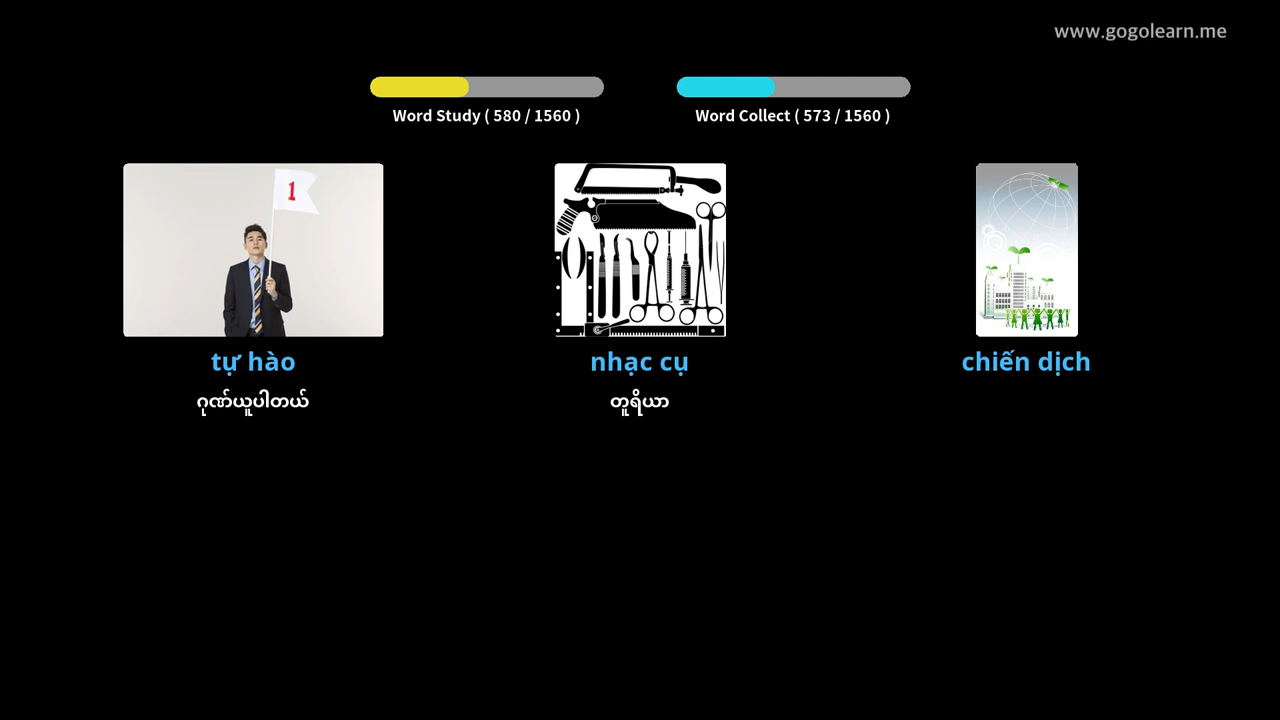 www.gogolearn.me
Word Study ( 580 / 1560 )
Word Collect ( 573 / 1560 )
1
tự hào
nhạc cụ
chiến dịch
ဂုဏ်ယူပါတယ်
တူရိယာ